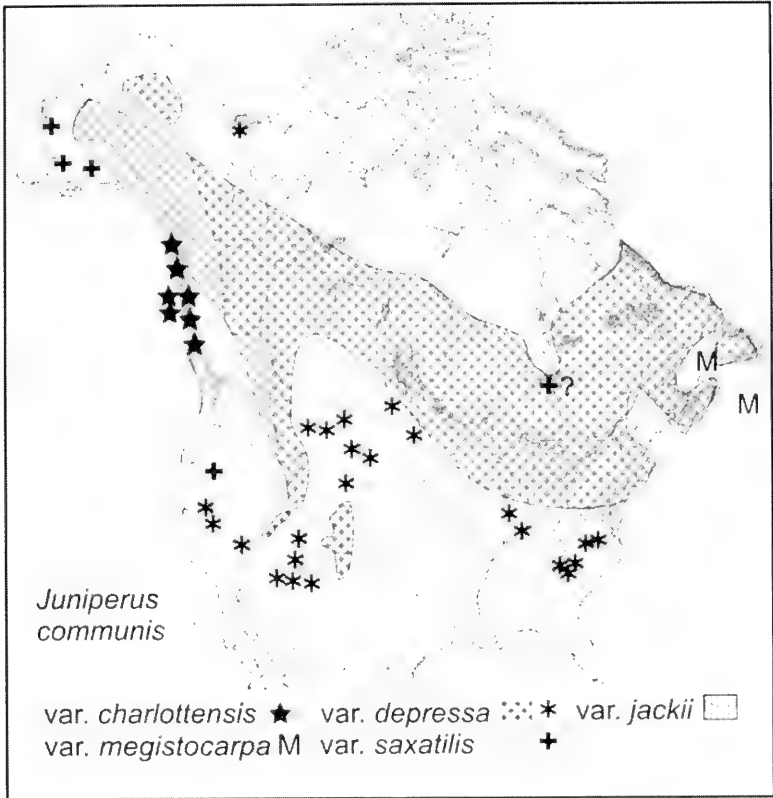 M
?
M
Juniperus
communis
var. charlottensis ★ var. depressa * var. jackii
var. megistocarpa M var. saxatilis +